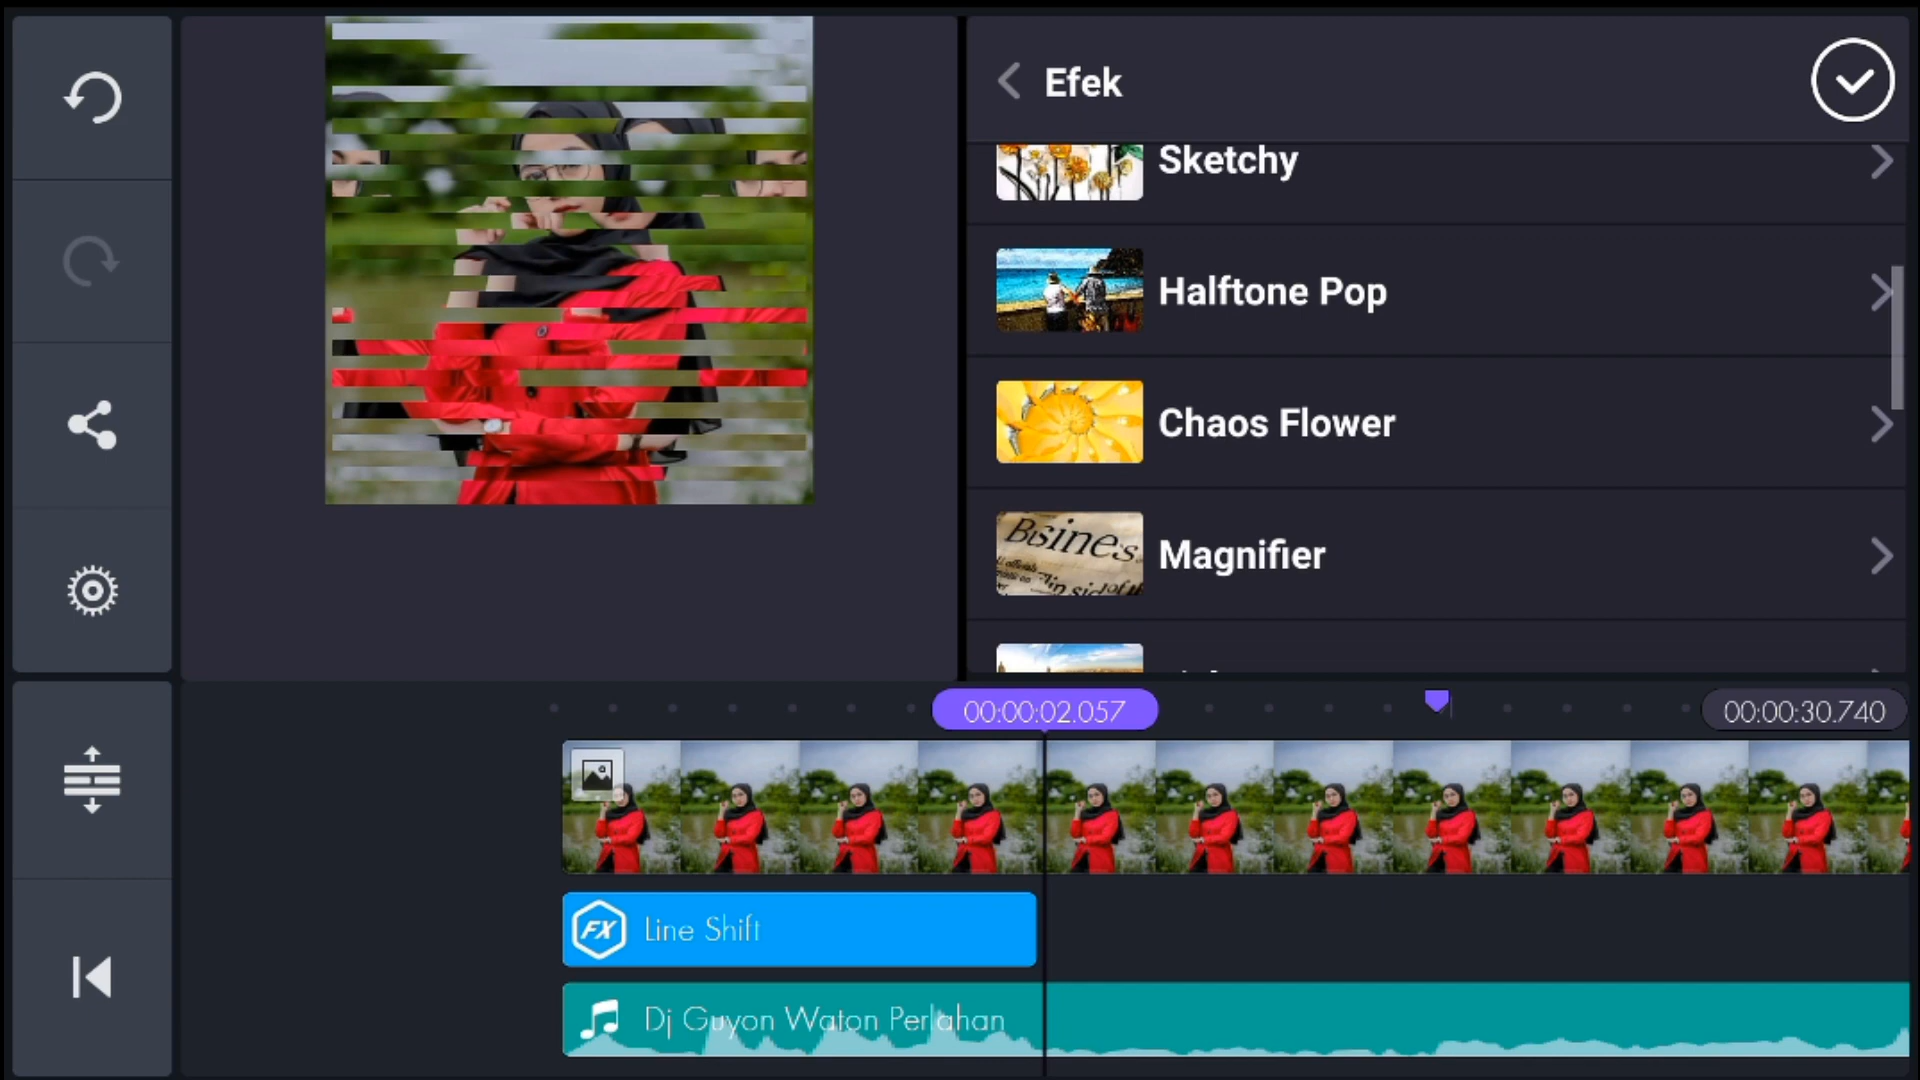 Efek
Sketchy
Halftone Pop
Chaos Flower
Magnifier
00:00:02.057
00:00:30.740
FX
Line Shift
Dj Guyon Waton Perlahan